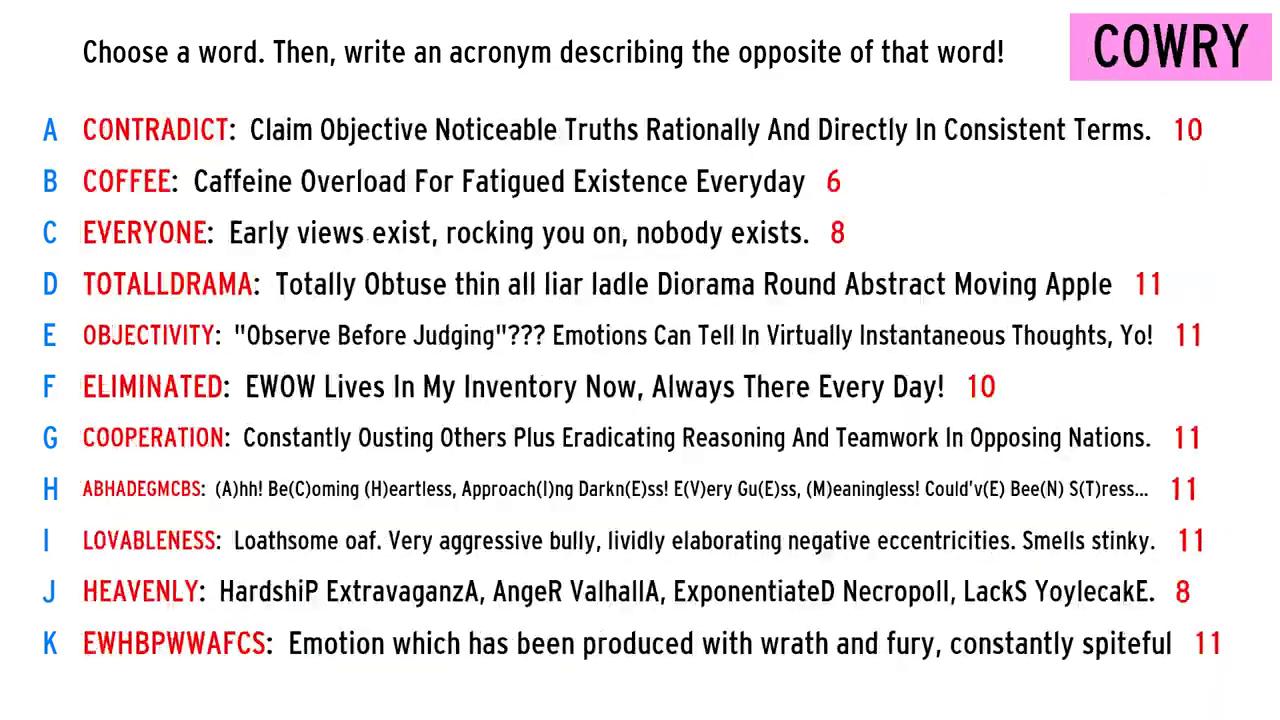 Choose a word. Then, write an acronym describing the opposite of that word!
COWRY
A CONTRADICT: Claim Objective Noticeable Truths Rationally And Directly In Consistent Terms. 10
B COFFEE: Caffeine Overload For Fatigued Existence Everyday 6
C EVERYONE: Early views exist, rocking you on, nobody exists. 8
D TOTALLDRAMA: Totally Obtuse thin all liar ladle Diorama Round Abstract Moving Apple 11
E OBJECTIVITY: "Observe Before Judging"??? Emotions Can Tell In Virtually Instantaneous Thoughts, Yo! 11
F ELIMINATED: EWOW Lives In My Inventory Now, Always There Every Day! 10
G COOPERATION: Constantly Ousting Others Plus Eradicating Reasoning And Teamwork In Opposing Nations. 11
H ABHADEGMCBS: (A)hh! Be(C)oming (H)eartless, Approach(I)ng Darkn(E)ss! E(V)ery Gu(E)ss, (M)eaningless! Could'v(E) Bee(N) S(T)ress... 11
I LOVABLENESS: Loathsome oaf. Very aggressive bully, lividly elaborating negative eccentricities. Smells stinky. 11
J HEAVENLY: HardshiP ExtravaganzA, AngeR ValhallA, ExponentiateD NecropolI, LackS YoylecakE. 8
K EWHBPWWAFCS: Emotion which has been produced with wrath and fury, constantly spiteful 11